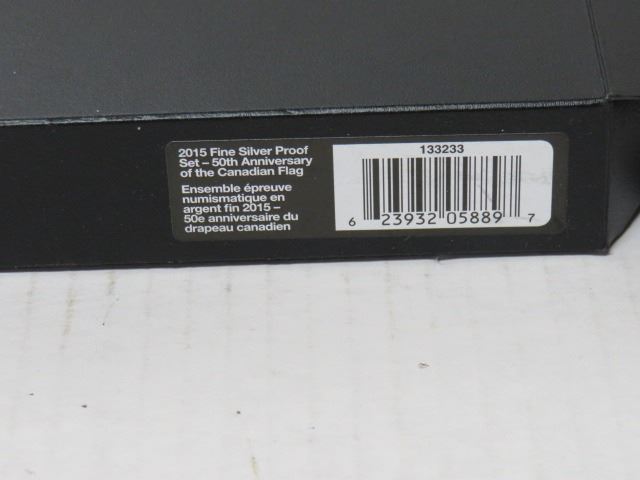 2015 Fine Silver Proof
Set – 50th Anniversary
of the Canadian Flag
Ensemble épreuve
numismatique en
argent fin 2015 –
50e anniversaire du
drapeau canadien
133233
6 23932 05889 7